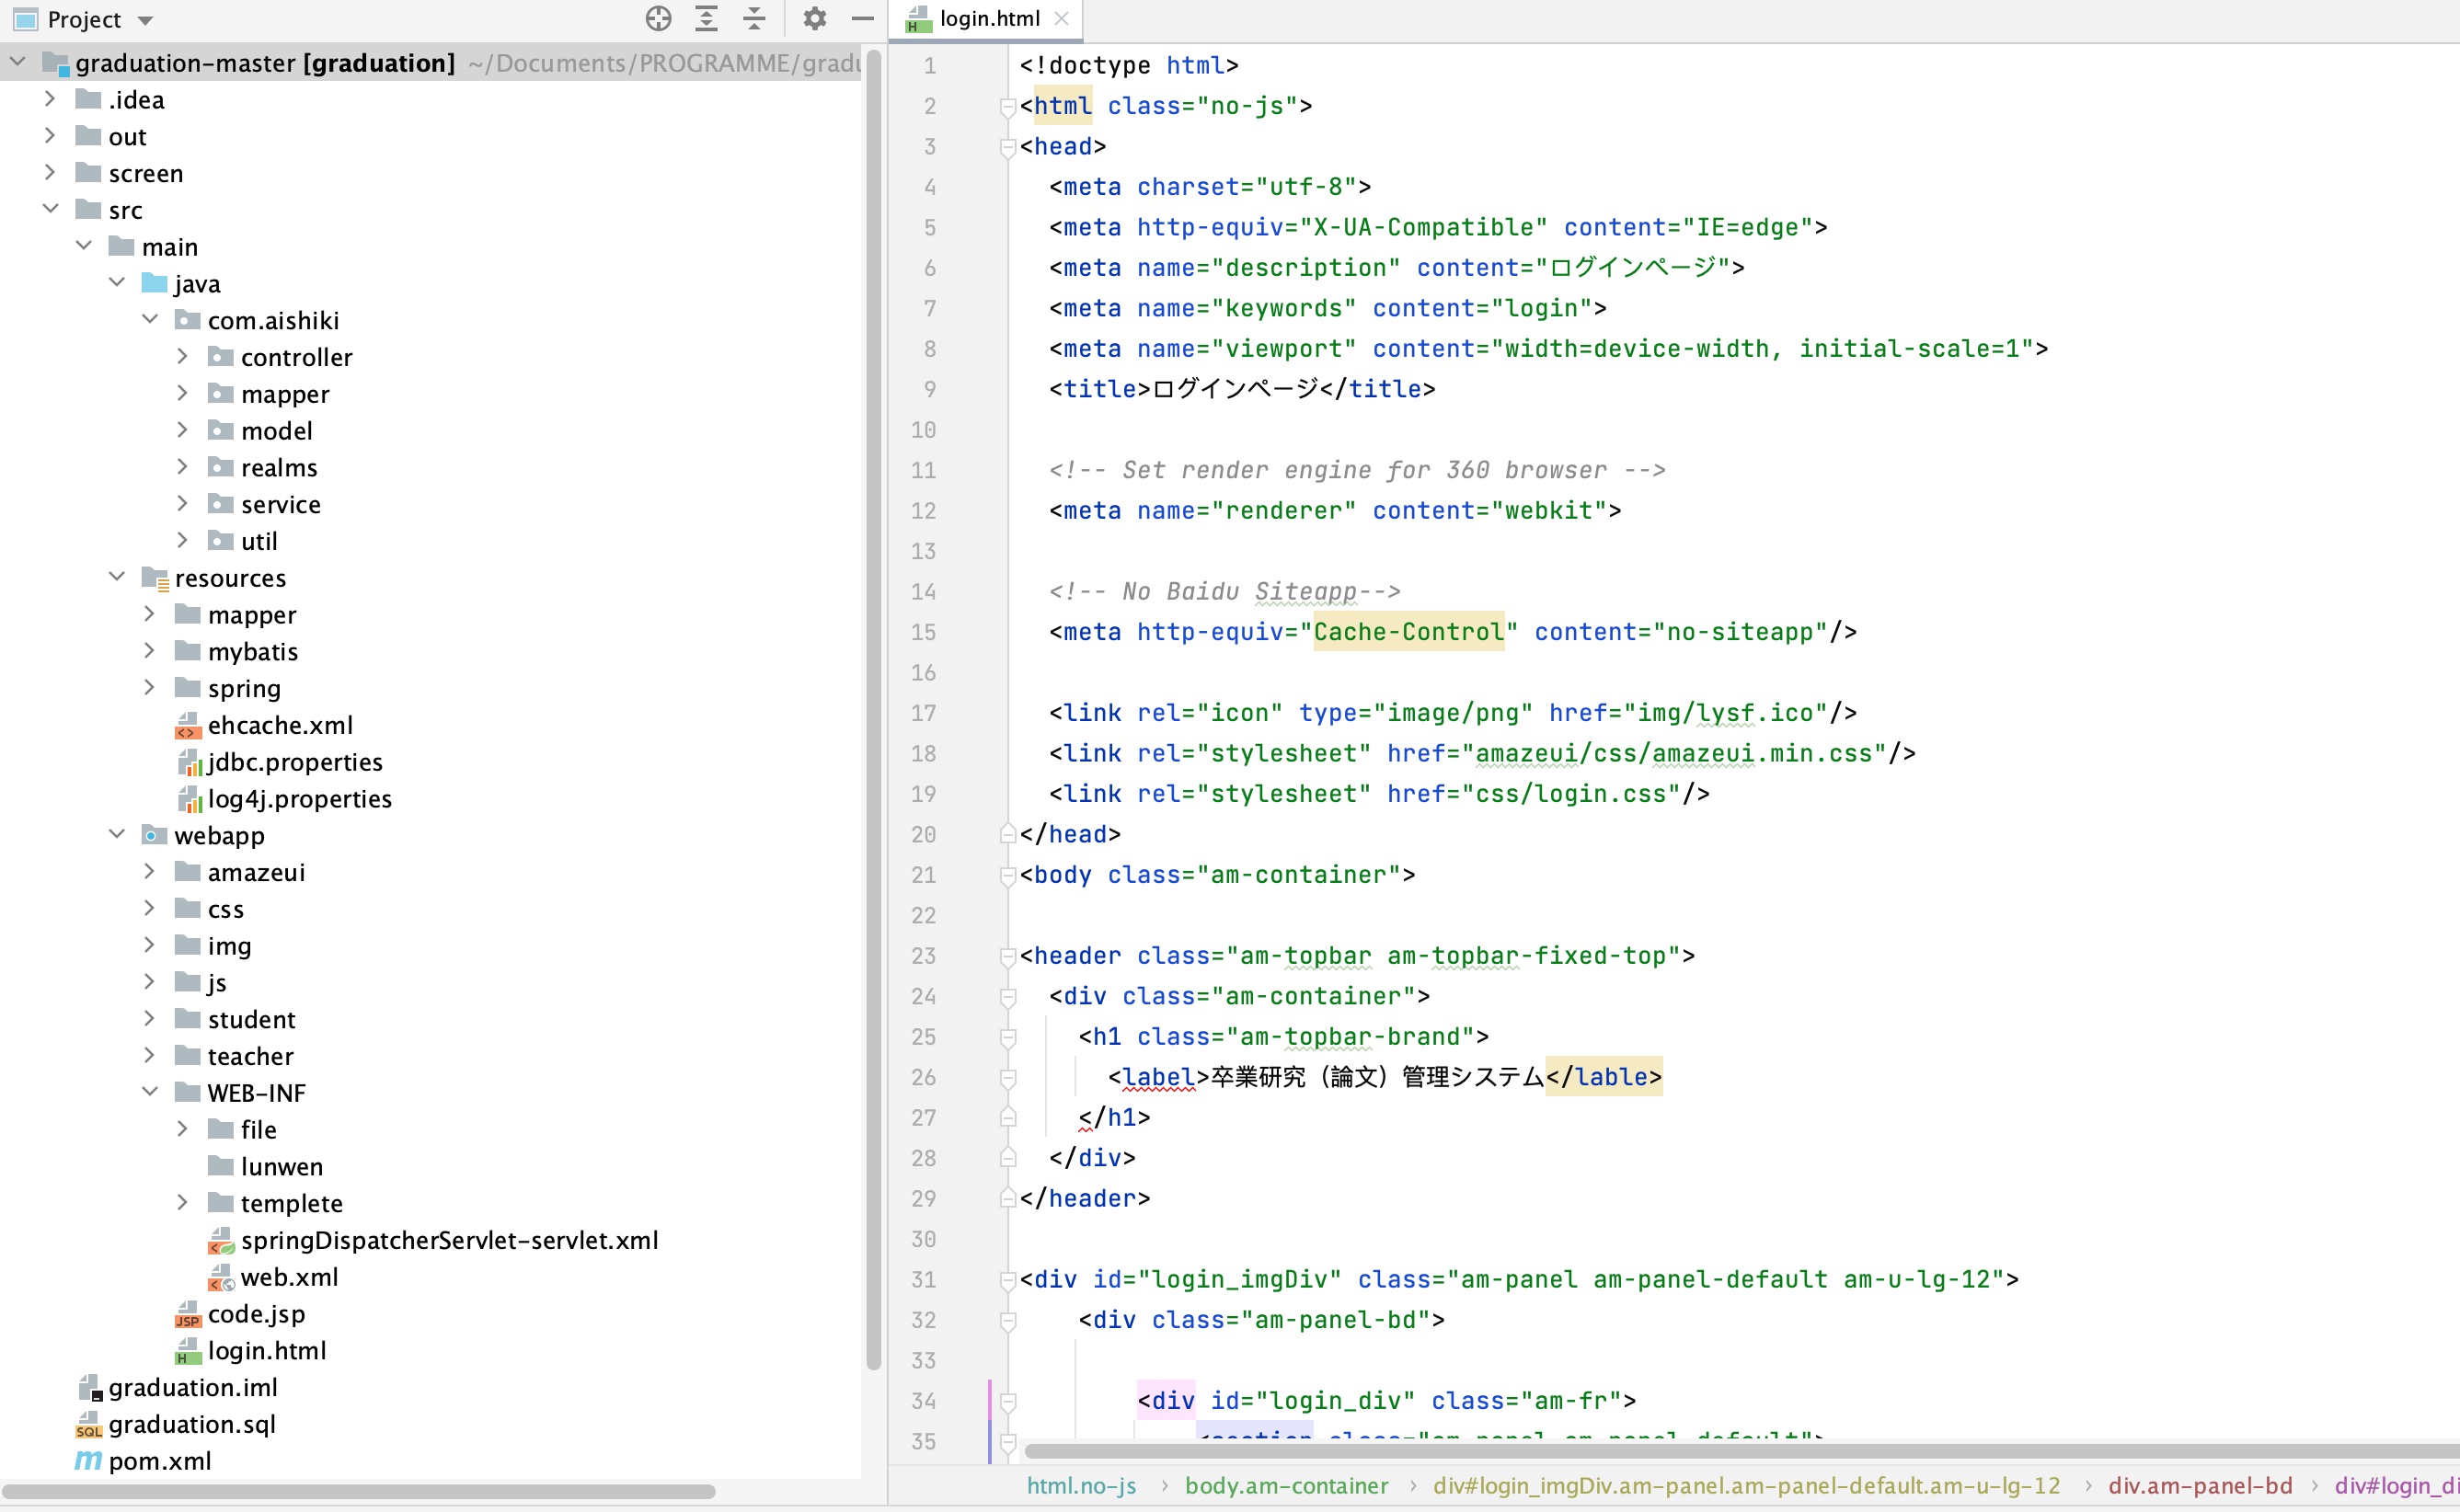 Project
graduation-master [graduation] ~/Documents/PROGRAMME/gradu
.idea
out
screen
src
main
java
com.aishiki
controller
mapper
model
realms
service
util
resources
mapper
mybatis
spring
ehcache.xml
jdbc.properties
log4j.properties
webapp
amazeui
css
img
js
student
teacher
WEB-INF
file
lunwen
templete
springDispatcherServlet-servlet.xml
web.xml
code.jsp
login.html
graduation.iml
graduation.sql
pom.xml
login.html
1 <!doctype html>
2 <html class="no-js">
3 <head>
4 <meta charset="utf-8">
5 <meta http-equiv="X-UA-Compatible" content="IE=edge">
6 <meta name="description" content="ログインページ">
7 <meta name="keywords" content="login">
8 <meta name="viewport" content="width=device-width, initial-scale=1">
9 <title>ログインページ</title>
10
11 <!-- Set render engine for 360 browser -->
12 <meta name="renderer" content="webkit">
13
14 <!-- No Baidu Siteapp-->
15 <meta http-equiv="Cache-Control" content="no-siteapp"/>
16
17 <link rel="icon" type="image/png" href="img/lysf.ico"/>
18 <link rel="stylesheet" href="amazeui/css/amazeui.min.css"/>
19 <link rel="stylesheet" href="css/login.css"/>
20 </head>
21 <body class="am-container">
22
23 <header class="am-topbar am-topbar-fixed-top">
24 <div class="am-container">
25 <h1 class="am-topbar-brand">
26 <label>卒業研究（論文）管理システム</lable>
27 </h1>
28 </div>
29 </header>
30
31 <div id="login_imgDiv" class="am-panel am-panel-default am-u-lg-12">
32 <div class="am-panel-bd">
33
34 <div id="login_div" class="am-fr">
35 <section class="am-panel am-panel-default">
html.no-js › body.am-container › div#login_imgDiv.am-panel.am-panel-default.am-u-lg-12 › div.am-panel-bd › div#login_di